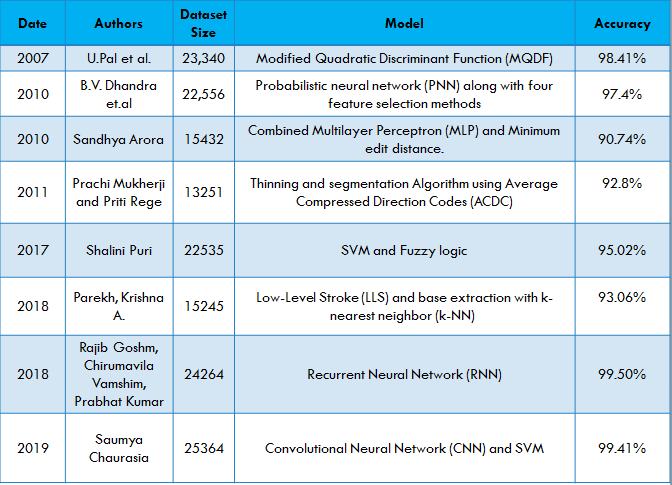 Date Authors Dataset Size Model Accuracy
2007 U.Pal et al. 23,340 Modified Quadratic Discriminant Function (MQDF) 98.41%
2010 B.V. Dhandra et.al 22,556 Probabilistic neural network (PNN) along with four feature selection methods 97.4%
2010 Sandhya Arora 15432 Combined Multilayer Perceptron (MLP) and Minimum edit distance. 90.74%
2011 Prachi Mukherji and Priti Rege 13251 Thinning and segmentation Algorithm using Average Compressed Direction Codes (ACDC) 92.8%
2017 Shalini Puri 22535 SVM and Fuzzy logic 95.02%
2018 Parekh, Krishna A. 15245 Low-Level Stroke (LLS) and base extraction with k-nearest neighbor (k-NN) 93.06%
2018 Rajib Goshm, Chirumavila Vamshim, Prabhat Kumar 24264 Recurrent Neural Network (RNN) 99.50%
2019 Saumya Chaurasia 25364 Convolutional Neural Network (CNN) and SVM 99.41%